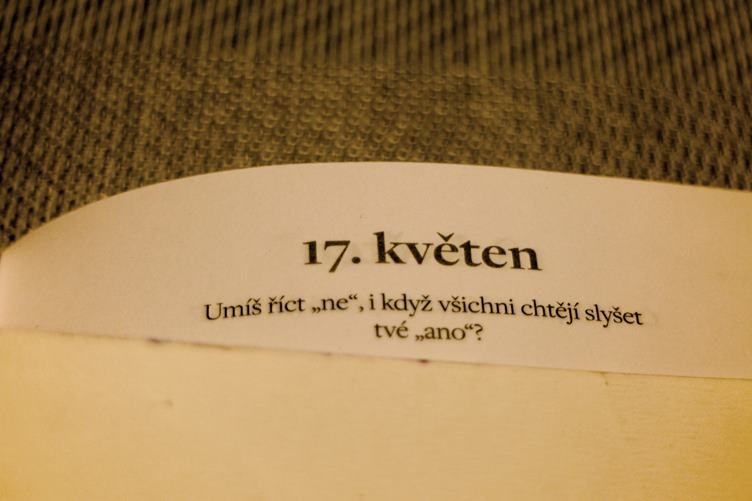 17. květen
Umíš říct „ne“, i když všichni chtějí slyšet
tvé „ano“?